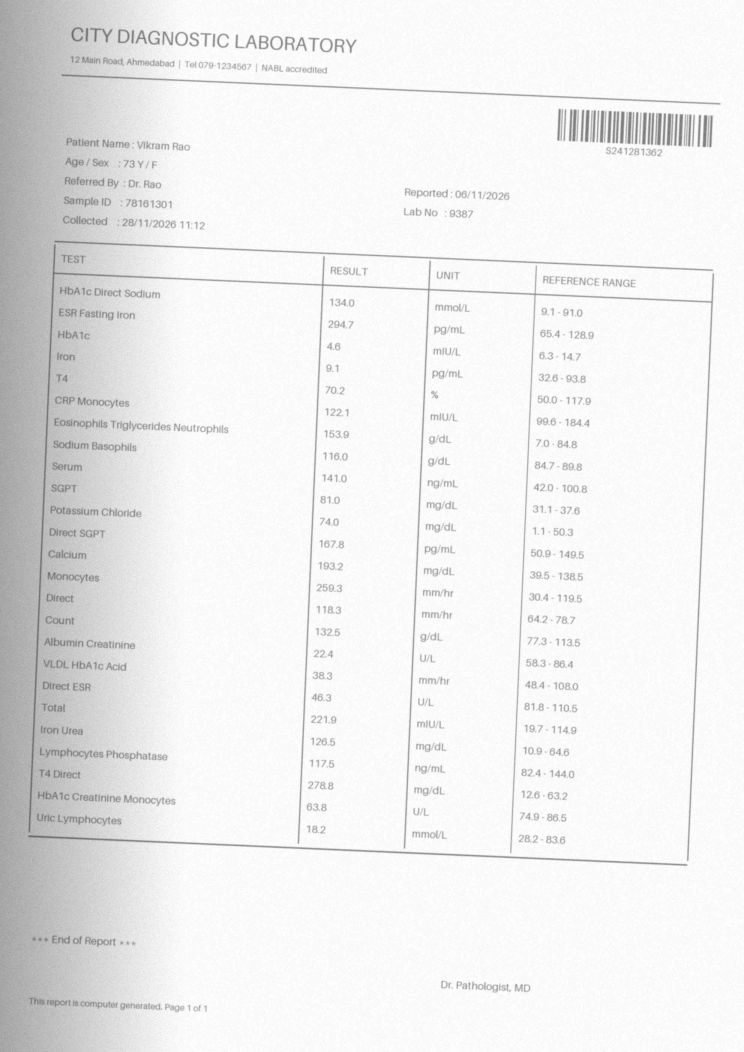 CITY DIAGNOSTIC LABORATORY
12 Main Road, Ahmedabad | Tel 079-1234567 | NABL accredited
S241281362
Patient Name : Vikram Rao
Age / Sex : 73 Y / F
Referred By : Dr. Rao Reported : 06/11/2026
Sample ID : 78161301 Lab No : 9387
Collected : 28/11/2026 11:12
TEST RESULT UNIT REFERENCE RANGE
HbA1c Direct Sodium 134.0 mmol/L 9.1 - 91.0
ESR Fasting Iron 294.7 pg/mL 65.4 - 128.9
HbA1c 4.6 mIU/L 6.3 - 14.7
Iron 9.1 pg/mL 32.6 - 93.8
T4 70.2 % 50.0 - 117.9
CRP Monocytes 122.1 mIU/L 99.6 - 184.4
Eosinophils Triglycerides Neutrophils 153.9 g/dL 7.0 - 84.8
Sodium Basophils 116.0 g/dL 84.7 - 89.8
Serum 141.0 ng/mL 42.0 - 100.8
SGPT 81.0 mg/dL 31.1 - 37.6
Potassium Chloride 74.0 mg/dL 1.1 - 50.3
Direct SGPT 167.8 pg/mL 50.9 - 149.5
Calcium 193.2 mg/dL 39.5 - 138.5
Monocytes 259.3 mm/hr 30.4 - 119.5
Direct 118.3 mm/hr 64.2 - 78.7
Count 132.5 g/dL 77.3 - 113.5
Albumin Creatinine 22.4 U/L 58.3 - 86.4
VLDL HbA1c Acid 38.3 mm/hr 48.4 - 108.0
Direct ESR 46.3 U/L 81.8 - 110.5
Total 221.9 mIU/L 19.7 - 114.9
Iron Urea 126.5 mg/dL 10.9 - 64.6
Lymphocytes Phosphatase 117.5 ng/mL 82.4 - 144.0
T4 Direct 278.8 mg/dL 12.6 - 63.2
HbA1c Creatinine Monocytes 63.8 U/L 74.9 - 86.5
Uric Lymphocytes 18.2 mmol/L 28.2 - 83.6
*** End of Report ***
Dr. Pathologist, MD
This report is computer generated. Page 1 of 1